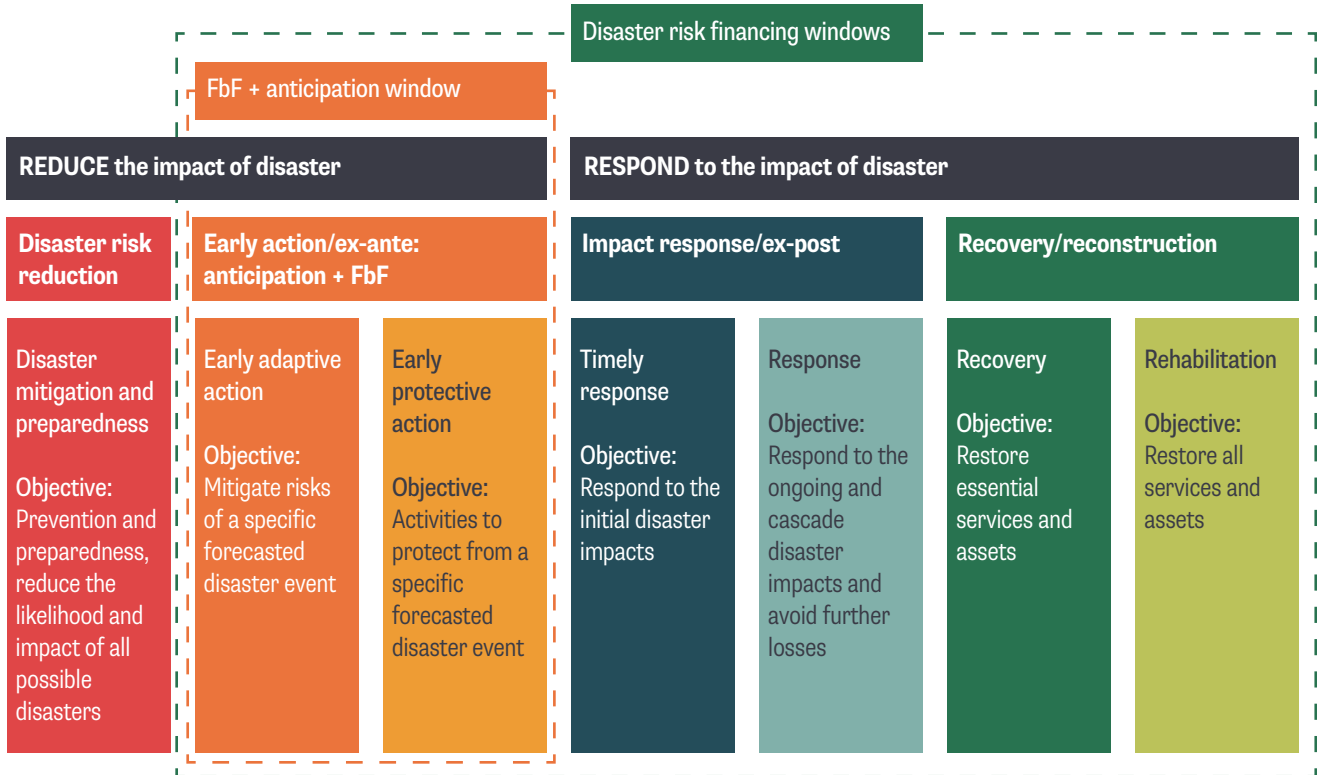 Disaster risk financing windows
FbF + anticipation window
REDUCE the impact of disaster
RESPOND to the impact of disaster
Disaster risk
reduction
Early action/ex-ante:
anticipation + FbF
Impact response/ex-post
Recovery/reconstruction
Disaster
mitigation and
preparedness
Objective:
Prevention and
preparedness,
reduce the
likelihood and
impact of all
possible
disasters
Early adaptive
action
Objective:
Mitigate risks
of a specific
forecasted
disaster event
Early
protective
action
Objective:
Activities to
protect from a
specific
forecasted
disaster event
Timely
response
Objective:
Respond to the
initial disaster
impacts
Response
Objective:
Respond to the
ongoing and
cascade
disaster
impacts and
avoid further
losses
Recovery
Objective:
Restore
essential
services and
assets
Rehabilitation
Objective:
Restore all
services and
assets